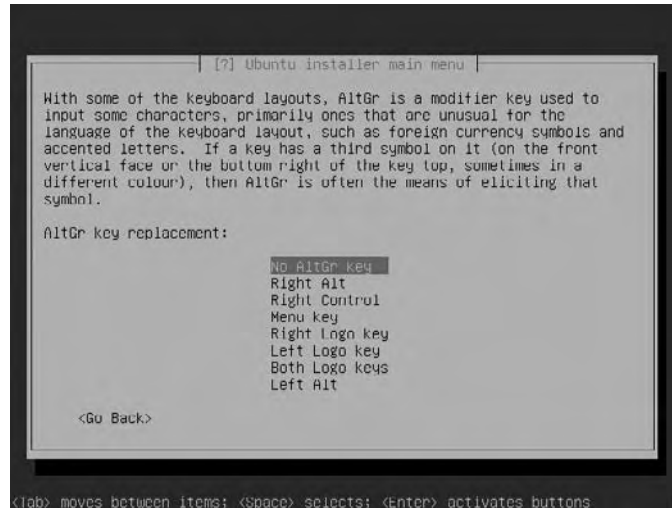 [?] Ubuntu installer main menu
With some of the keyboard layouts, AltGr is a modifier key used to
input some characters, primarily ones that are unusual for the
language of the keyboard layout, such as foreign currency symbols and
accented letters.  If a key has a third symbol on it (on the front
vertical face or the bottom right of the key top, sometimes in a
different colour), then AltGr is often the means of eliciting that
symbol.
AltGr key replacement:
No AltGr key
Right Alt
Right Control
Menu key
Right Logo key
Left Logo key
Both Logo keys
Left Alt
<Go Back>
<Tab> moves between items; <Space> selects; <Enter> activates buttons